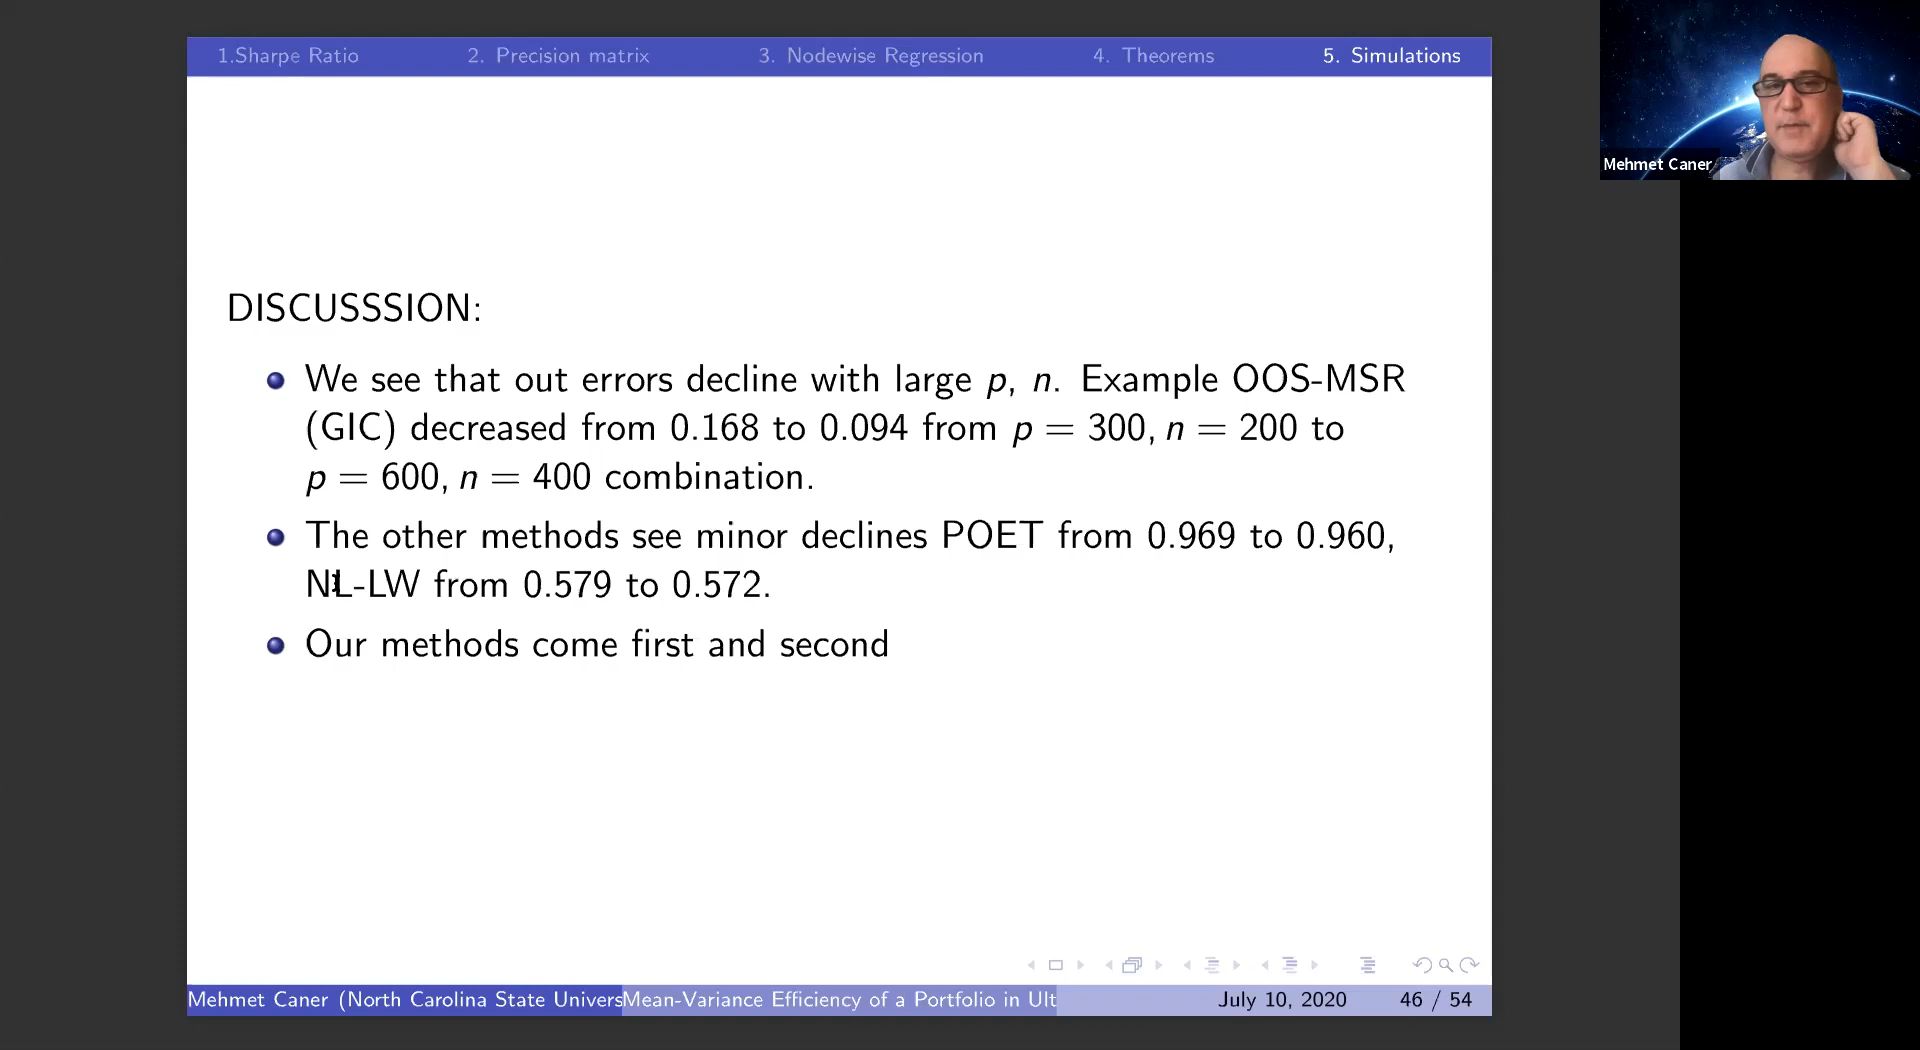 1.Sharpe Ratio 2. Precision matrix 3. Nodewise Regression 4. Theorems 5. Simulations
Mehmet Caner
DISCUSSSION:
We see that out errors decline with large p, n. Example OOS-MSR
(GIC) decreased from 0.168 to 0.094 from p = 300, n = 200 to
p = 600, n = 400 combination.
The other methods see minor declines POET from 0.969 to 0.960,
NL-LW from 0.579 to 0.572.
Our methods come first and second
Mehmet Caner (North Carolina State Univers Mean-Variance Efficiency of a Portfolio in Ult July 10, 2020 46 / 54